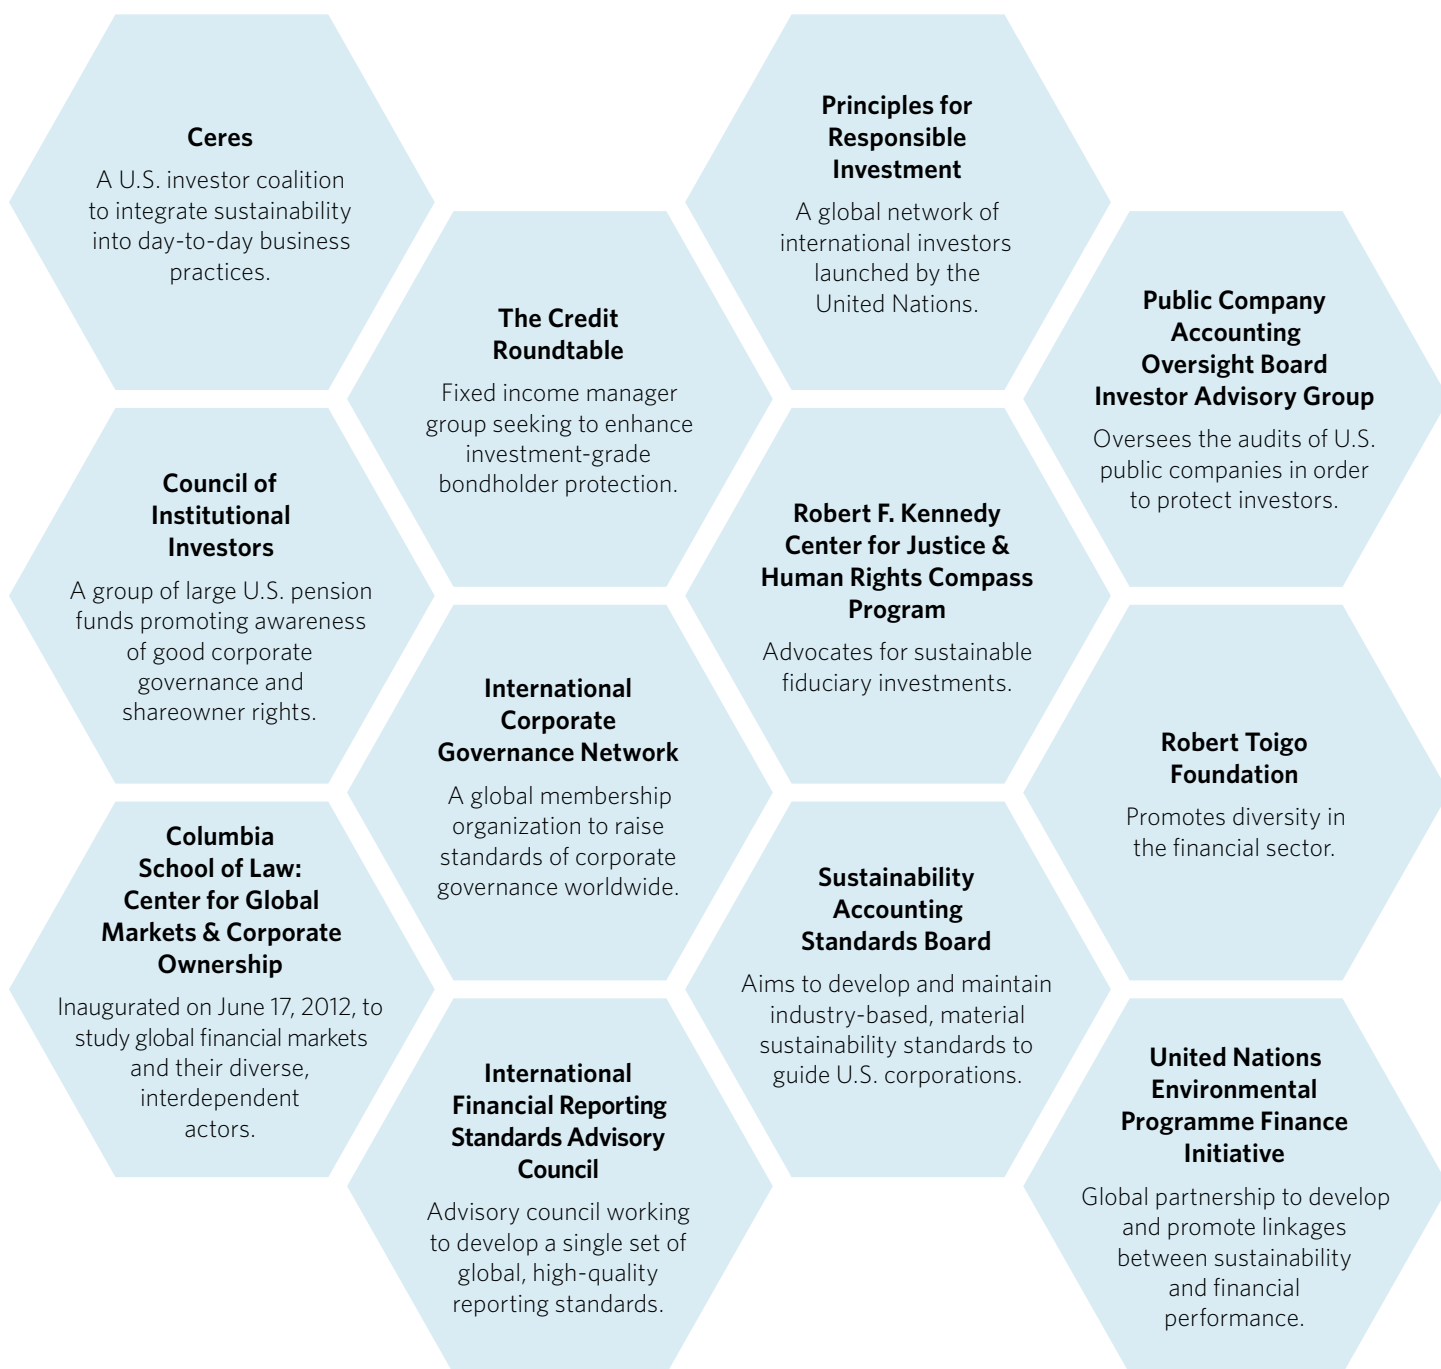 Ceres
A U.S. investor coalition
to integrate sustainability
into day-to-day business
practices.
Council of
Institutional
Investors
A group of large U.S. pension
funds promoting awareness
of good corporate
governance and
shareowner rights.
Columbia
School of Law:
Center for Global
Markets & Corporate
Ownership
Inaugurated on June 17, 2012, to
study global financial markets
and their diverse,
interdependent
actors.
The Credit
Roundtable
Fixed income manager
group seeking to enhance
investment-grade
bondholder protection.
International
Corporate
Governance Network
A global membership
organization to raise
standards of corporate
governance worldwide.
International
Financial Reporting
Standards Advisory
Council
Advisory council working
to develop a single set of
global, high-quality
reporting standards.
Principles for
Responsible
Investment
A global network of
international investors
launched by the
United Nations.
Robert F. Kennedy
Center for Justice &
Human Rights Compass
Program
Advocates for sustainable
fiduciary investments.
Sustainability
Accounting
Standards Board
Aims to develop and maintain
industry-based, material
sustainability standards to
guide U.S. corporations.
Public Company
Accounting
Oversight Board
Investor Advisory Group
Oversees the audits of U.S.
public companies in order
to protect investors.
Robert Toigo
Foundation
Promotes diversity in
the financial sector.
United Nations
Environmental
Programme Finance
Initiative
Global partnership to develop
and promote linkages
between sustainability
and financial
performance.